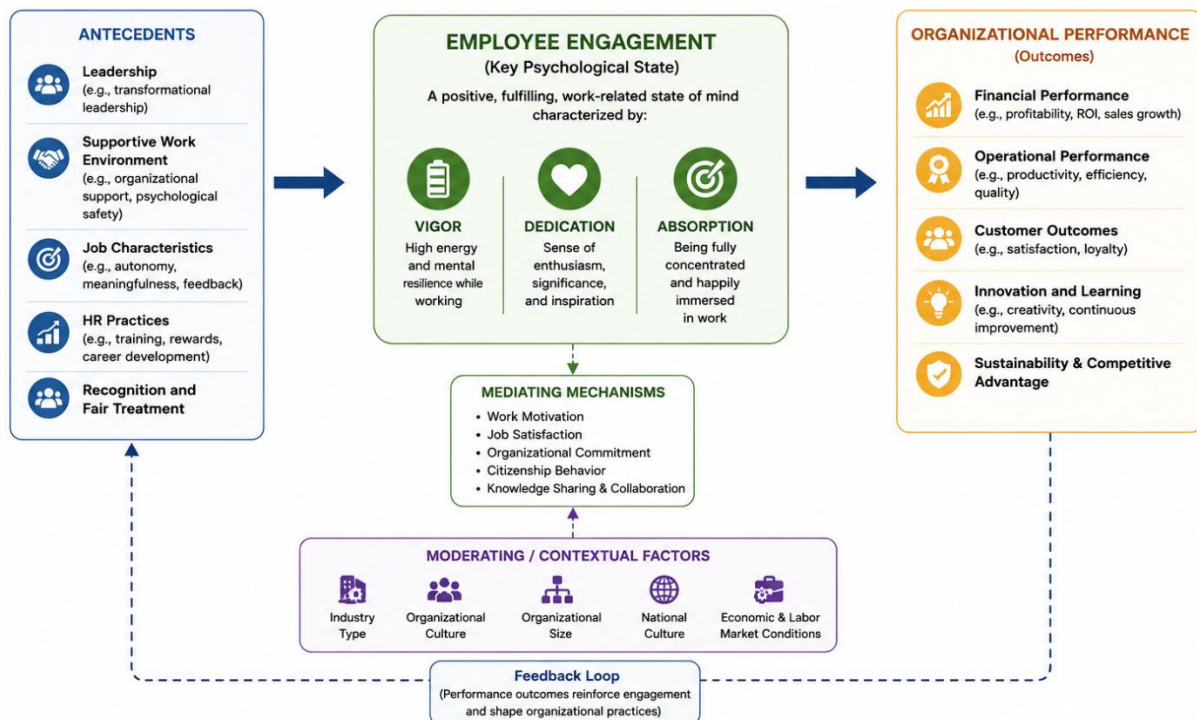 ANTECEDENTS
Leadership
(e.g., transformational
leadership)
Supportive Work
Environment
(e.g., organizational
support, psychological
safety)
Job Characteristics
(e.g., autonomy,
meaningfulness, feedback)
HR Practices
(e.g., training, rewards,
career development)
Recognition and
Fair Treatment
EMPLOYEE ENGAGEMENT
(Key Psychological State)
A positive, fulfilling, work-related state of mind
characterized by:
VIGOR
High energy
and mental
resilience while
working
DEDICATION
Sense of
enthusiasm,
significance,
and inspiration
ABSORPTION
Being fully
concentrated
and happily
immersed
in work
ORGANIZATIONAL PERFORMANCE
(Outcomes)
Financial Performance
(e.g., profitability, ROI, sales growth)
Operational Performance
(e.g., productivity, efficiency,
quality)
Customer Outcomes
(e.g., satisfaction, loyalty)
Innovation and Learning
(e.g., creativity, continuous
improvement)
Sustainability & Competitive
Advantage
MEDIATING MECHANISMS
• Work Motivation
• Job Satisfaction
• Organizational Commitment
• Citizenship Behavior
• Knowledge Sharing & Collaboration
MODERATING / CONTEXTUAL FACTORS
Industry
Type
Organizational
Culture
Organizational
Size
National
Culture
Economic & Labor
Market Conditions
Feedback Loop
(Performance outcomes reinforce engagement
and shape organizational practices)